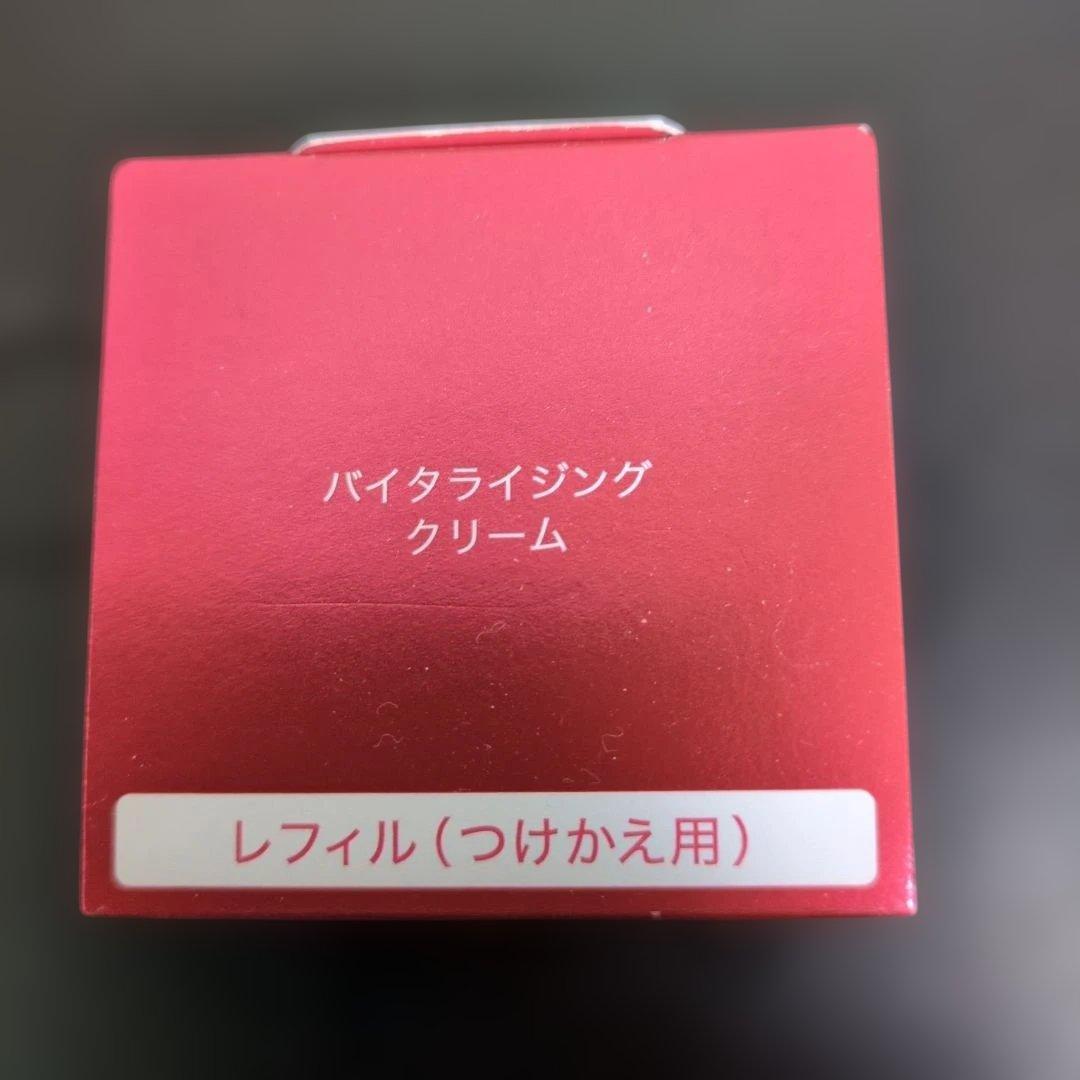 バイタライジング
クリーム
レフィル(つけかえ用)